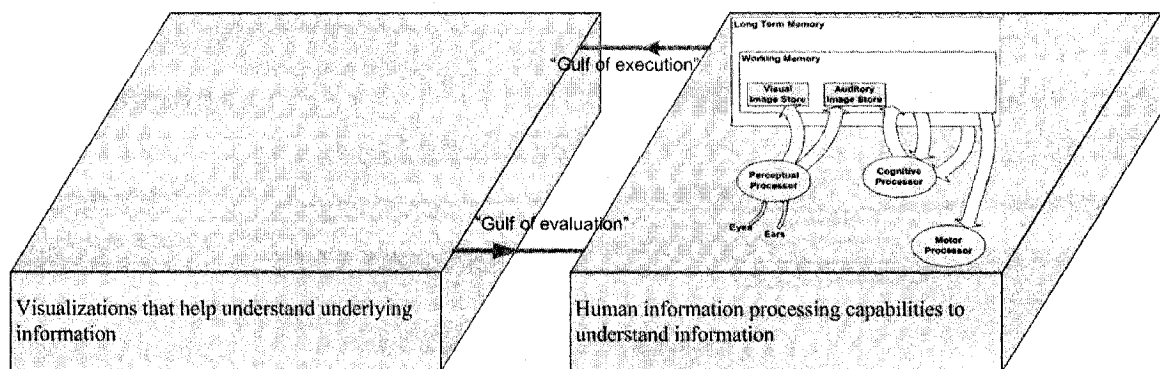 Long Term Memory
Working Memory
Visual
Image Store
Auditory
Image Store
"Gulf of execution"
Perceptual
Processor
Cognitive
Processor
Eyes
Ears
"Gulf of evaluation"
Motor
Processor
Visualizations that help understand underlying
information
Human information processing capabilities to
understand information